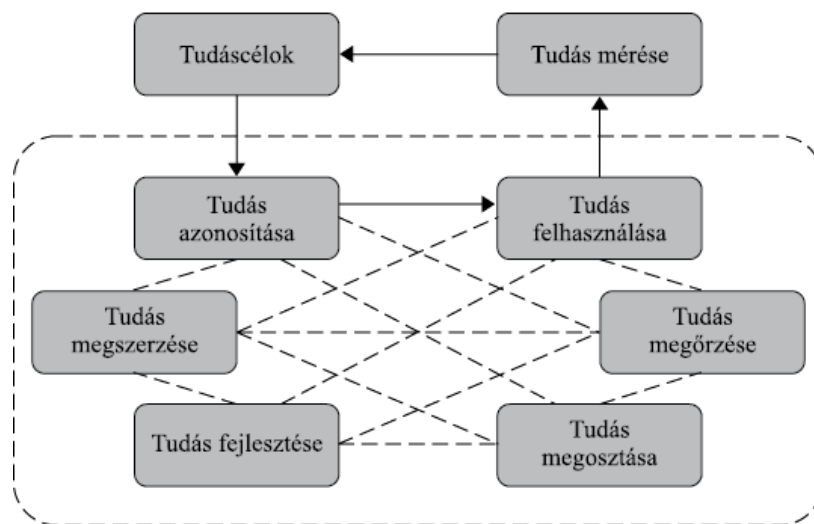 Tudáscélok
Tudás mérése
Tudás
azonosítása
Tudás
felhasználása
Tudás
megszerzése
Tudás
megőrzése
Tudás fejlesztése
Tudás
megosztása